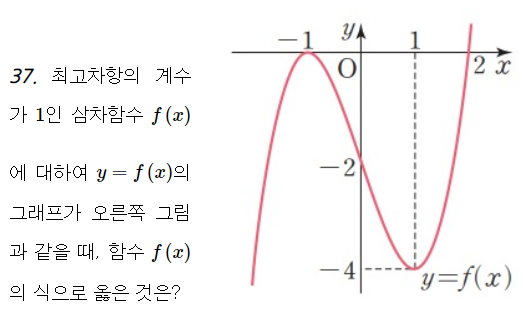 37. 최고차항의 계수
가 1인 삼차함수 f(x)
에 대하여 y = f(x)의
그래프가 오른쪽 그림
과 같을 때, 함수 f(x)
의 식으로 옳은 것은?
y
-1
1
O
2
x
-2
-4
y=f(x)